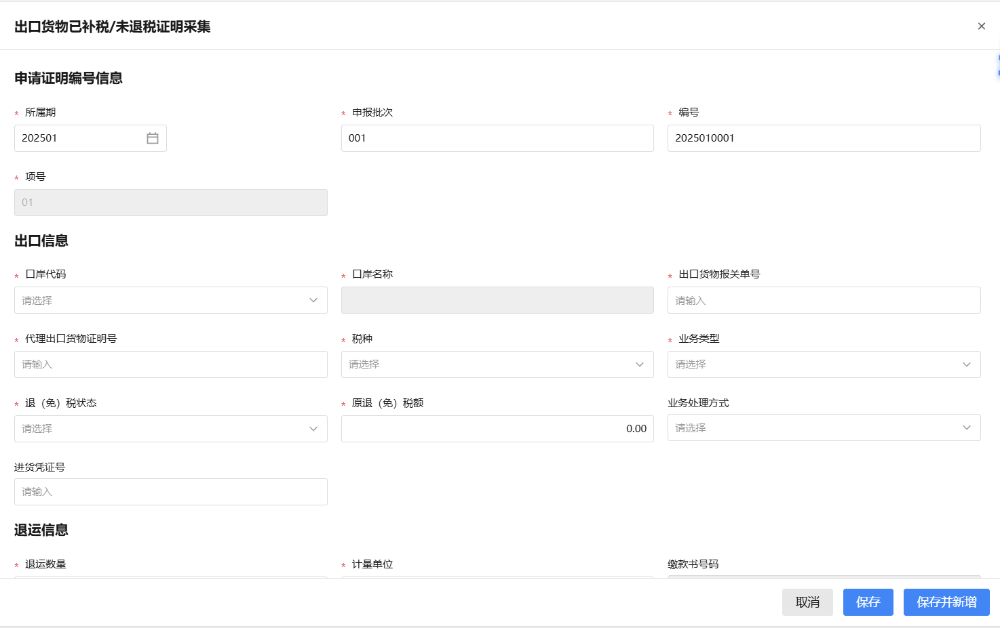 出口货物已补税/未退税证明采集
申请证明编号信息
* 所属期
* 申报批次
* 编号
202501
001
2025010001
* 项号
01
出口信息
* 口岸代码
* 口岸名称
* 出口货物报关单号
请选择
请输入
* 代理出口货物证明号
* 税种
* 业务类型
请输入
请选择
请选择
* 退（免）税状态
* 原退（免）税额
业务处理方式
请选择
0.00
请选择
进货凭证号
请输入
退运信息
* 退运数量
* 计量单位
缴款书号码
取消
保存
保存并新增